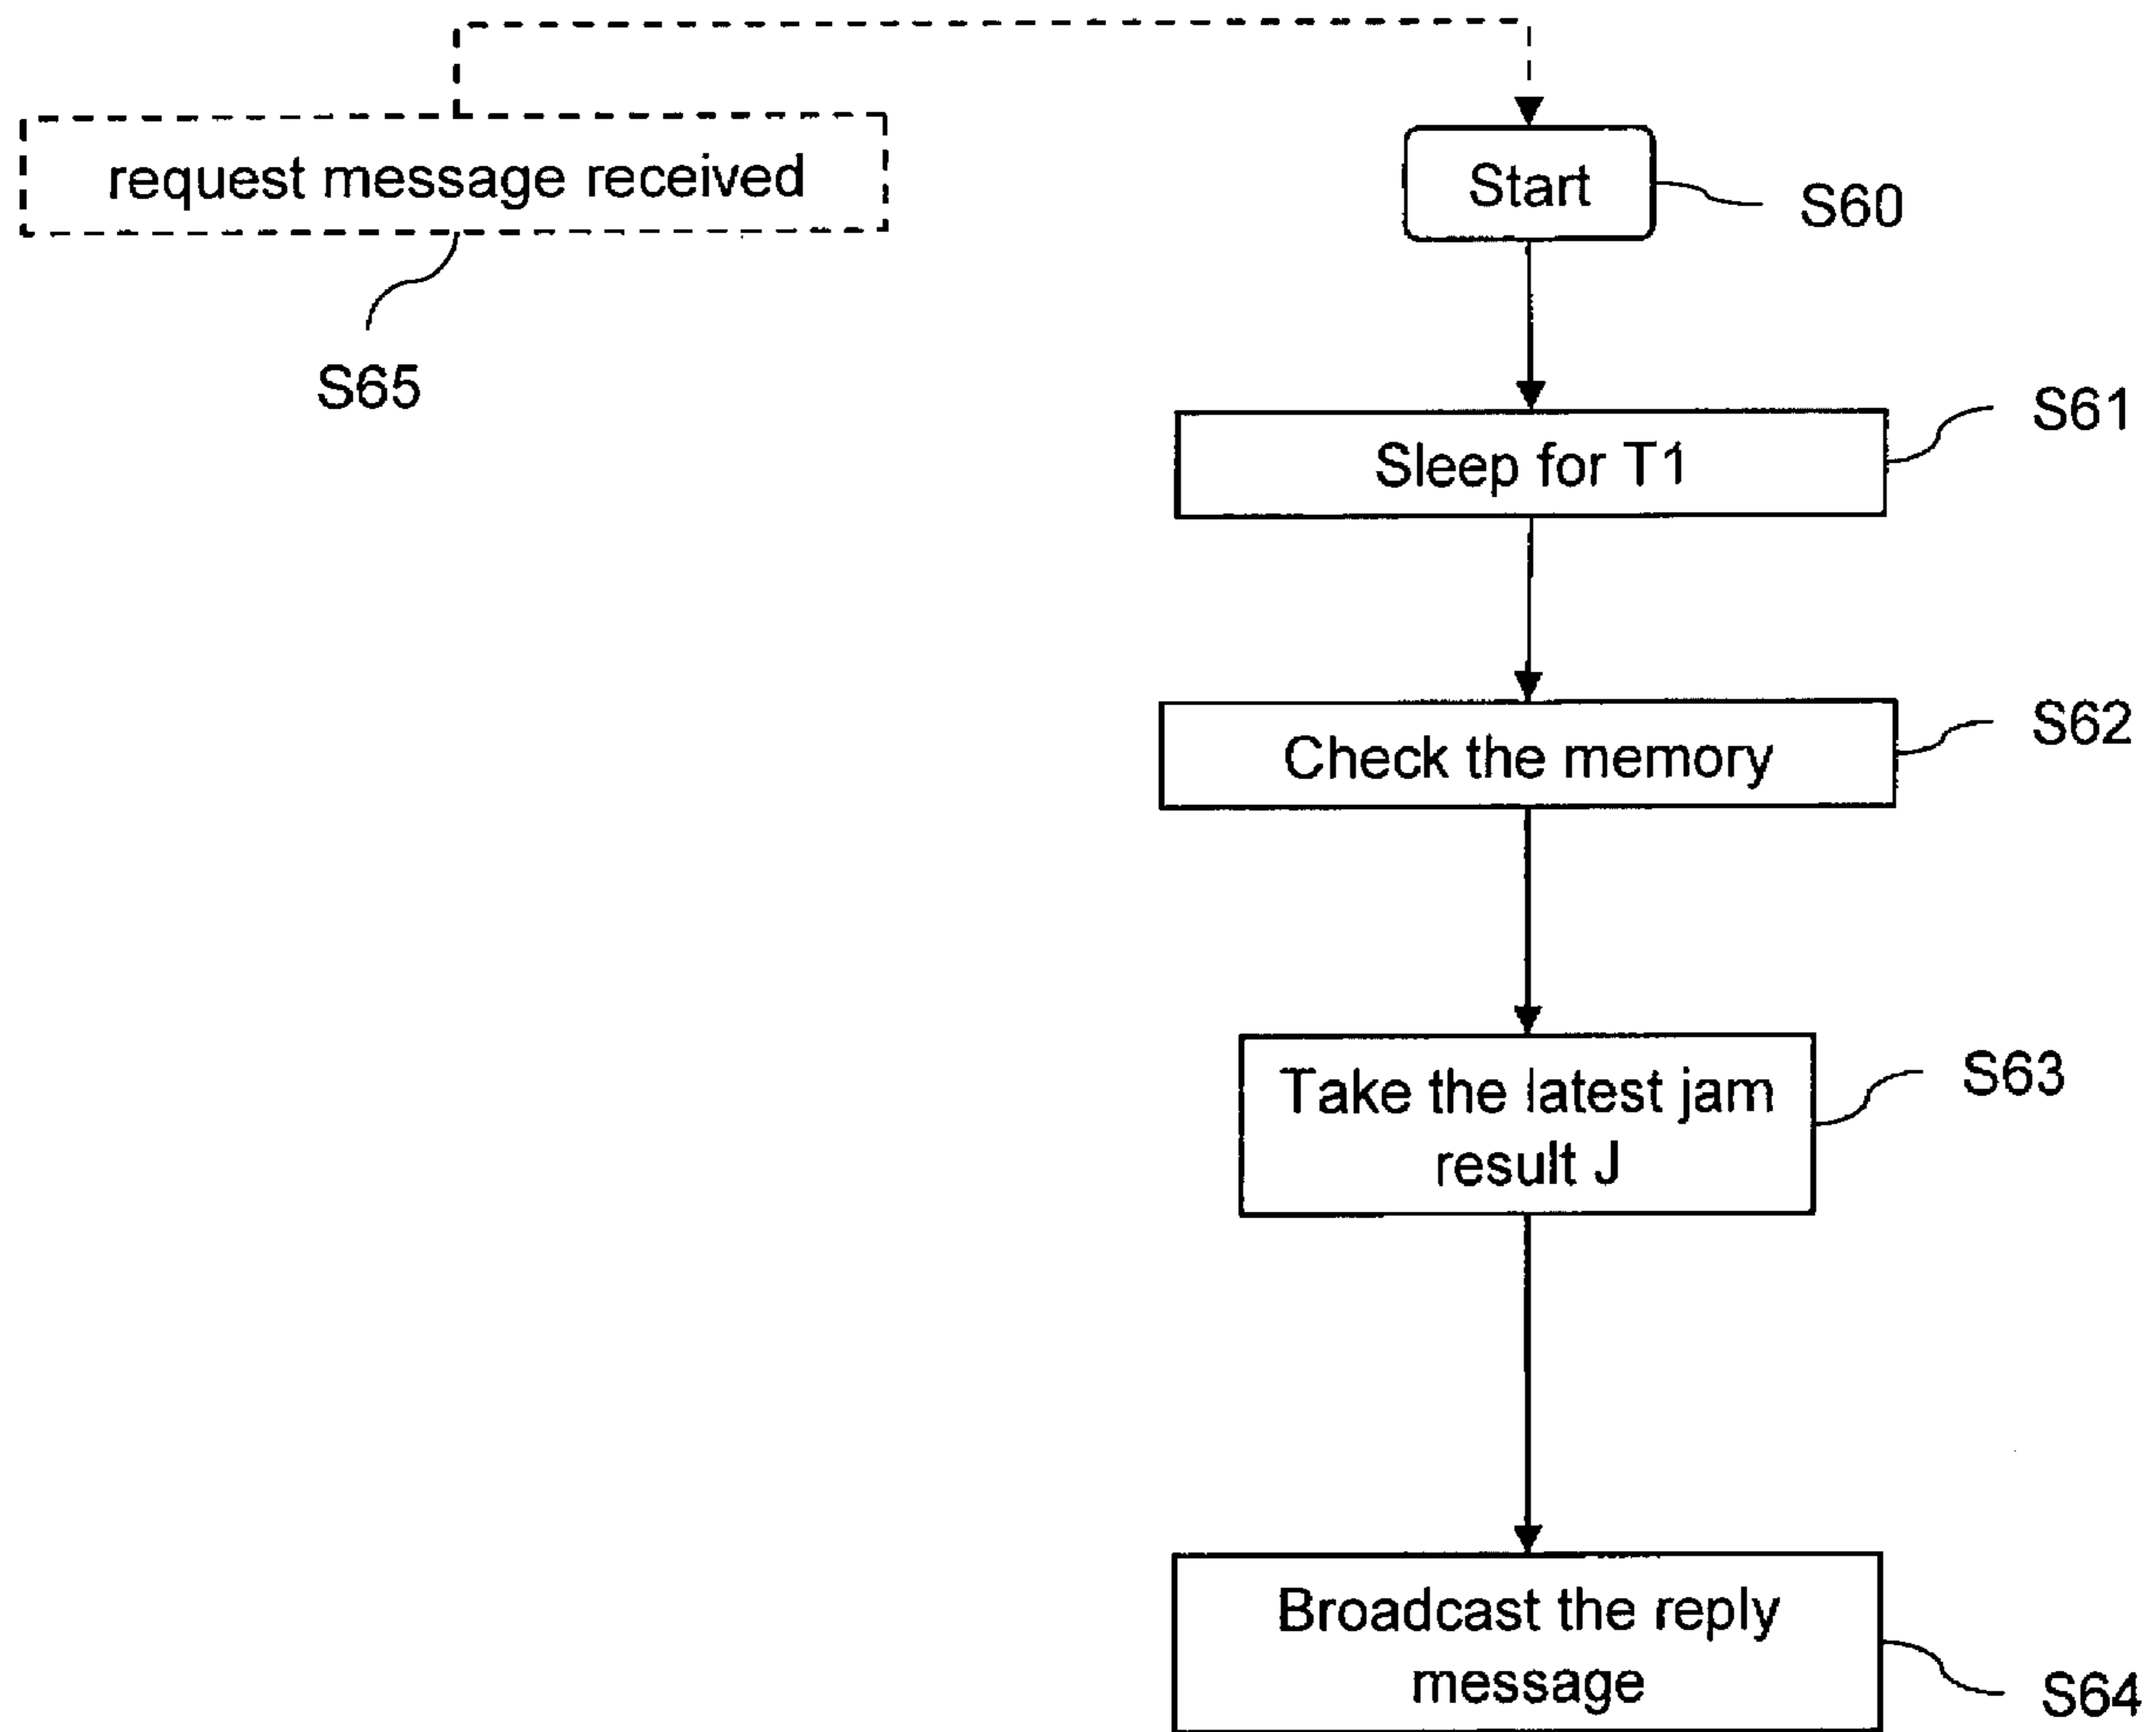 request message received
Start
S60
S65
Sleep for T1
S61
Check the memory
S62
Take the latest jam
result J
S63
Broadcast the reply
message
S64